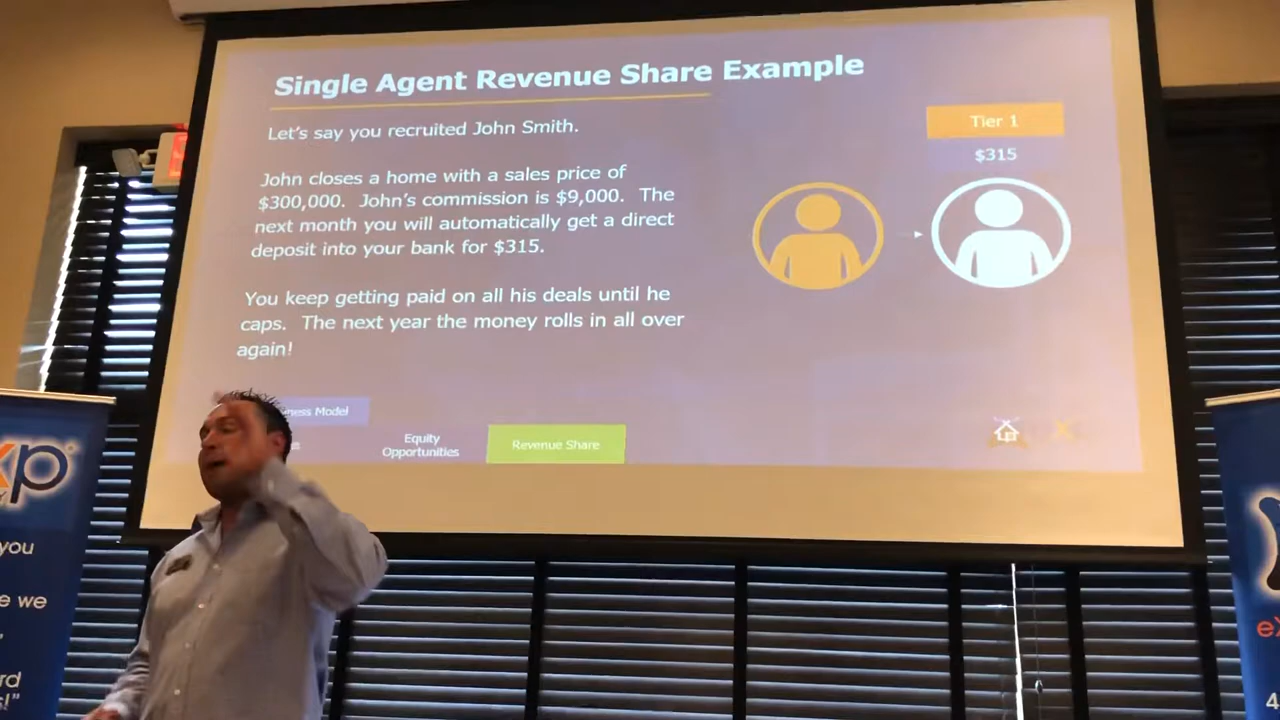 Single Agent Revenue Share Example
Let's say you recruited John Smith.
John closes a home with a sales price of
$300,000. John's commission is $9,000. The
next month you will automatically get a direct
deposit into your bank for $315.
You keep getting paid on all his deals until he
caps. The next year the money rolls in all over
again!
Tier 1
$315
Model
Equity
Opportunities
Revenue Share
xp
you
we
4